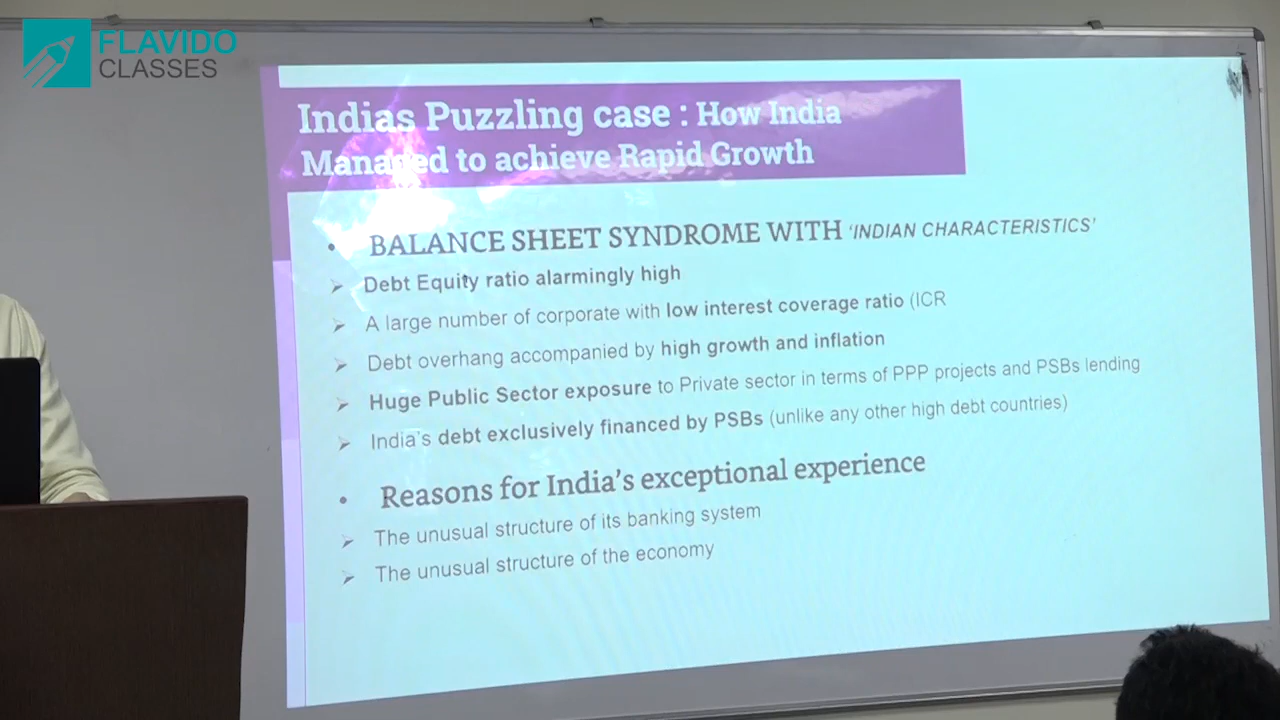 FLAVIDO
CLASSES
Indias Puzzling case : How India
Managed to achieve Rapid Growth
• BALANCE SHEET SYNDROME WITH 'INDIAN CHARACTERISTICS'
➢ Debt Equity ratio alarmingly high
➢ A large number of corporate with low interest coverage ratio (ICR
➢ Debt overhang accompanied by high growth and inflation
➢ Huge Public Sector exposure to Private sector in terms of PPP projects and PSBs lending
➢ India's debt exclusively financed by PSBs (unlike any other high debt countries)
• Reasons for India's exceptional experience
➢ The unusual structure of its banking system
➢ The unusual structure of the economy